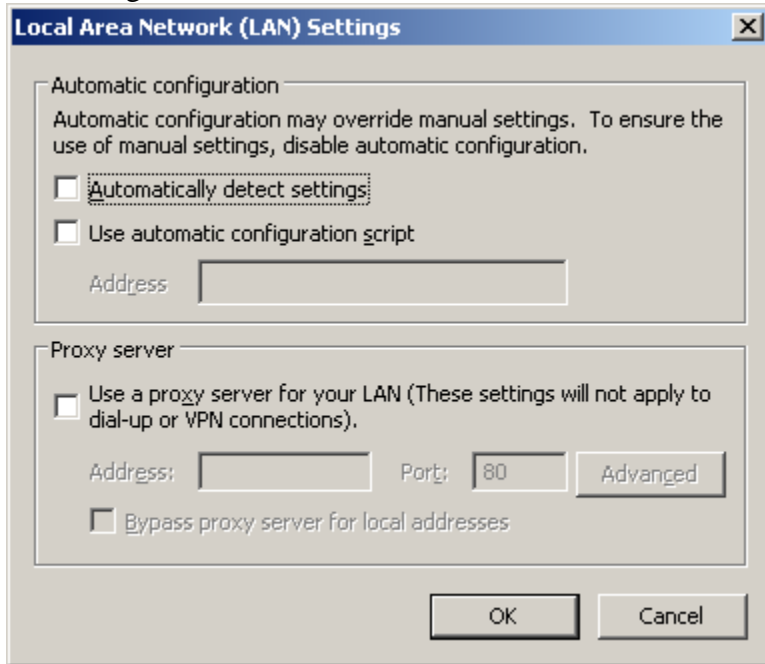 Local Area Network (LAN) Settings
Automatic configuration
Automatic configuration may override manual settings. To ensure the
use of manual settings, disable automatic configuration.
Automatically detect settings
Use automatic configuration script
Address
Proxy server
Use a proxy server for your LAN (These settings will not apply to
dial-up or VPN connections).
Address: Port: 80 Advanced
Bypass proxy server for local addresses
OK Cancel